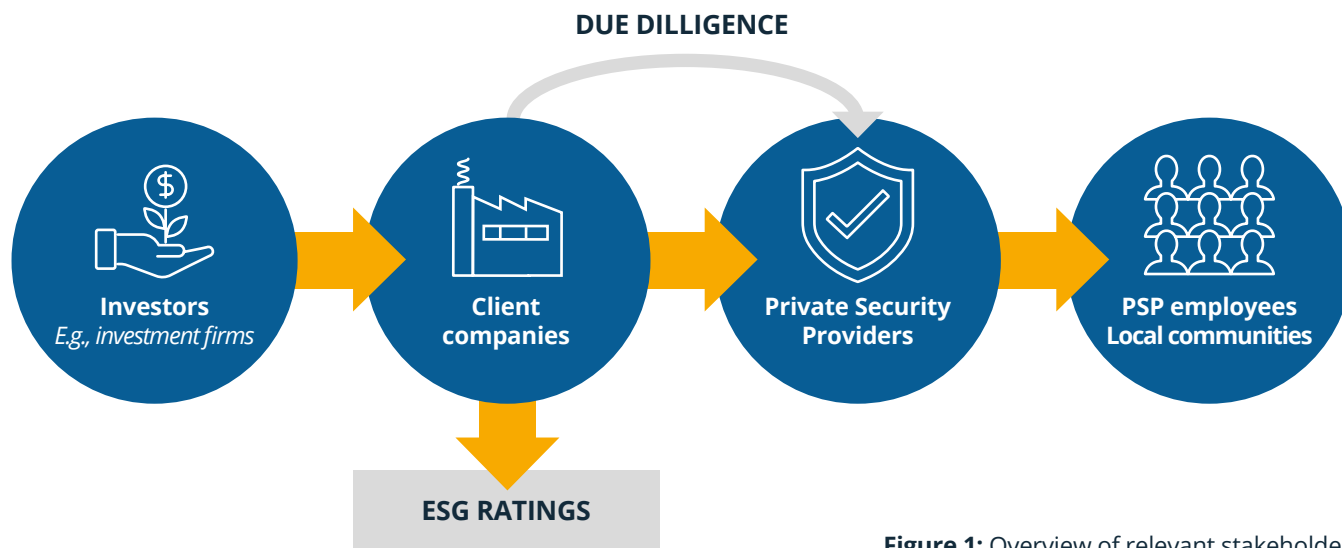 DUE DILLIGENCE
$
Investors
E.g., investment firms
Client
companies
Private Security
Providers
PSP employees
Local communities
ESG RATINGS
Figure 1: Overview of relevant